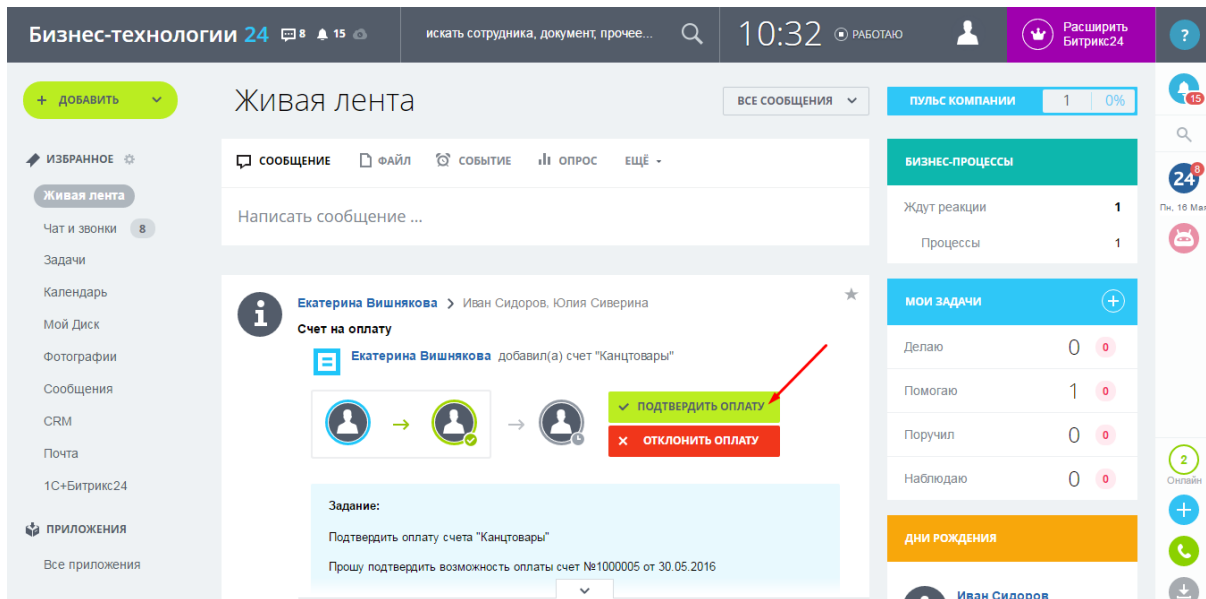 Бизнес-технологии 24 8 15
искать сотрудника, документ, прочее...
10:32 РАБОТАЮ
Расширить
Битрикс24
?
+ ДОБАВИТЬ
ИЗБРАННОЕ
Живая лента
Чат и звонки 8
Задачи
Календарь
Мой Диск
Фотографии
Сообщения
CRM
Почта
1С+Битрикс24
ПРИЛОЖЕНИЯ
Все приложения
Живая лента
ВСЕ СООБЩЕНИЯ
СООБЩЕНИЕ ФАЙЛ СОБЫТИЕ ОПРОС ЕЩЁ
Написать сообщение ...
Екатерина Вишнякова > Иван Сидоров, Юлия Сиверина
Счет на оплату
Екатерина Вишнякова добавил(а) счет "Канцтовары"
ПОДТВЕРДИТЬ ОПЛАТУ
ОТКЛОНИТЬ ОПЛАТУ
Задание:
Подтвердить оплату счета "Канцтовары"
Прошу подтвердить возможность оплаты счет №1000005 от 30.05.2016
ПУЛЬС КОМПАНИИ 1 0%
БИЗНЕС-ПРОЦЕССЫ
Ждут реакции 1
Процессы 1
МОИ ЗАДАЧИ
Делаю 0 0
Помогаю 1 0
Поручил 0 0
Наблюдаю 0 0
ДНИ РОЖДЕНИЯ
Иван Сидоров
15
24 8
Пн, 16 Мая
2
Онлайн